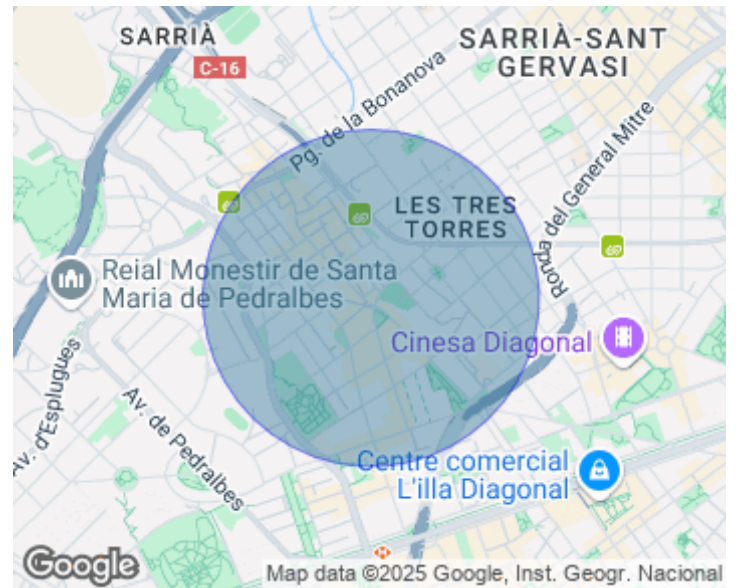 SARRIÀ
SARRIÀ-SANT
GERVASI
C-16
Pg. de la Bonanova
Ronda del General Mitre
LES TRES
TORRES
Reial Monestir de Santa
Maria de Pedralbes
Cinesa Diagonal
Av. d'Esplugues
Av. de Pedralbes
Centre comercial
L'illa Diagonal
Google
Map data ©2025 Google, Inst. Geogr. Nacional